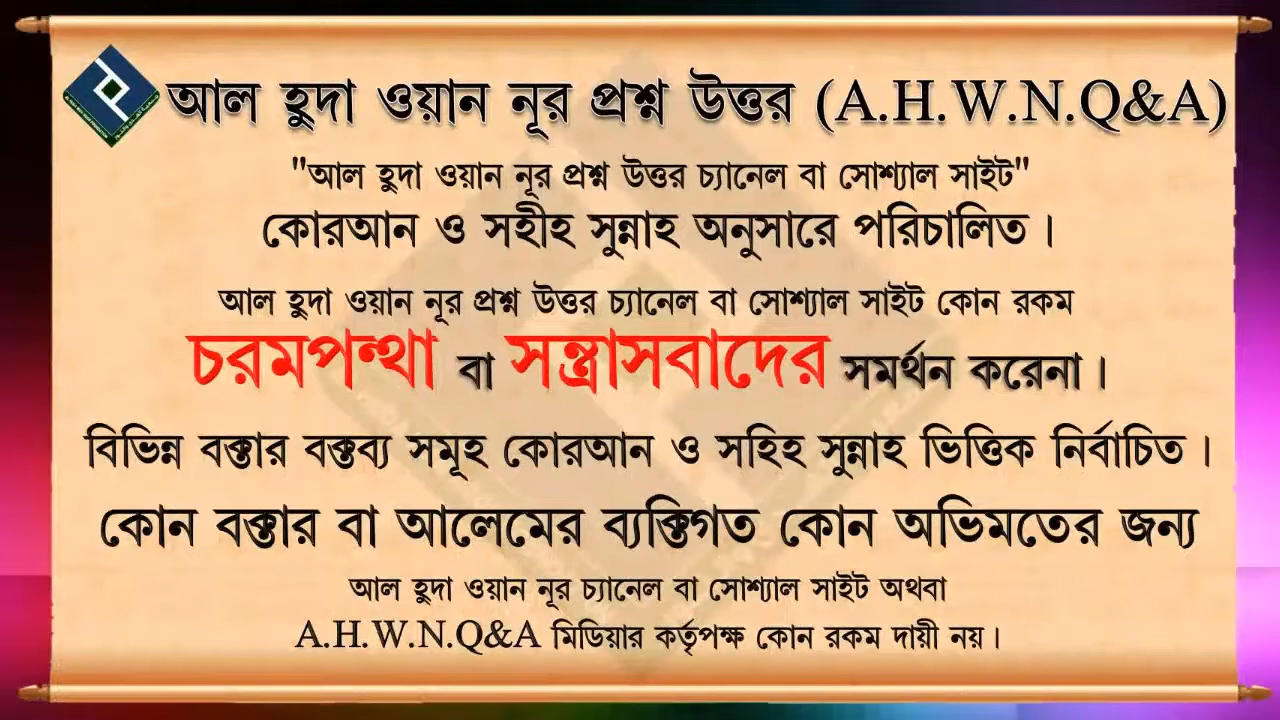 আল হুদা ওয়ান নূর প্রশ্ন উত্তর (A.H.W.N.Q&A)
"আল হুদা ওয়ান নূর প্রশ্ন উত্তর চ্যানেল বা সোশ্যাল সাইট"
কোরআন ও সহীহ সুন্নাহ অনুসারে পরিচালিত।
আল হুদা ওয়ান নূর প্রশ্ন উত্তর চ্যানেল বা সোশ্যাল সাইট কোন রকম
চরমপন্থা বা সন্ত্রাসবাদের সমর্থন করেনা।
বিভিন্ন বক্তার বক্তব্য সমূহ কোরআন ও সহিহ সুন্নাহ ভিত্তিক নির্বাচিত।
কোন বক্তার বা আলেমের ব্যক্তিগত কোন অভিমতের জন্য
আল হুদা ওয়ান নূর চ্যানেল বা সোশ্যাল সাইট অথবা
A.H.W.N.Q&A মিডিয়ার কর্তৃপক্ষ কোন রকম দায়ী নয়।